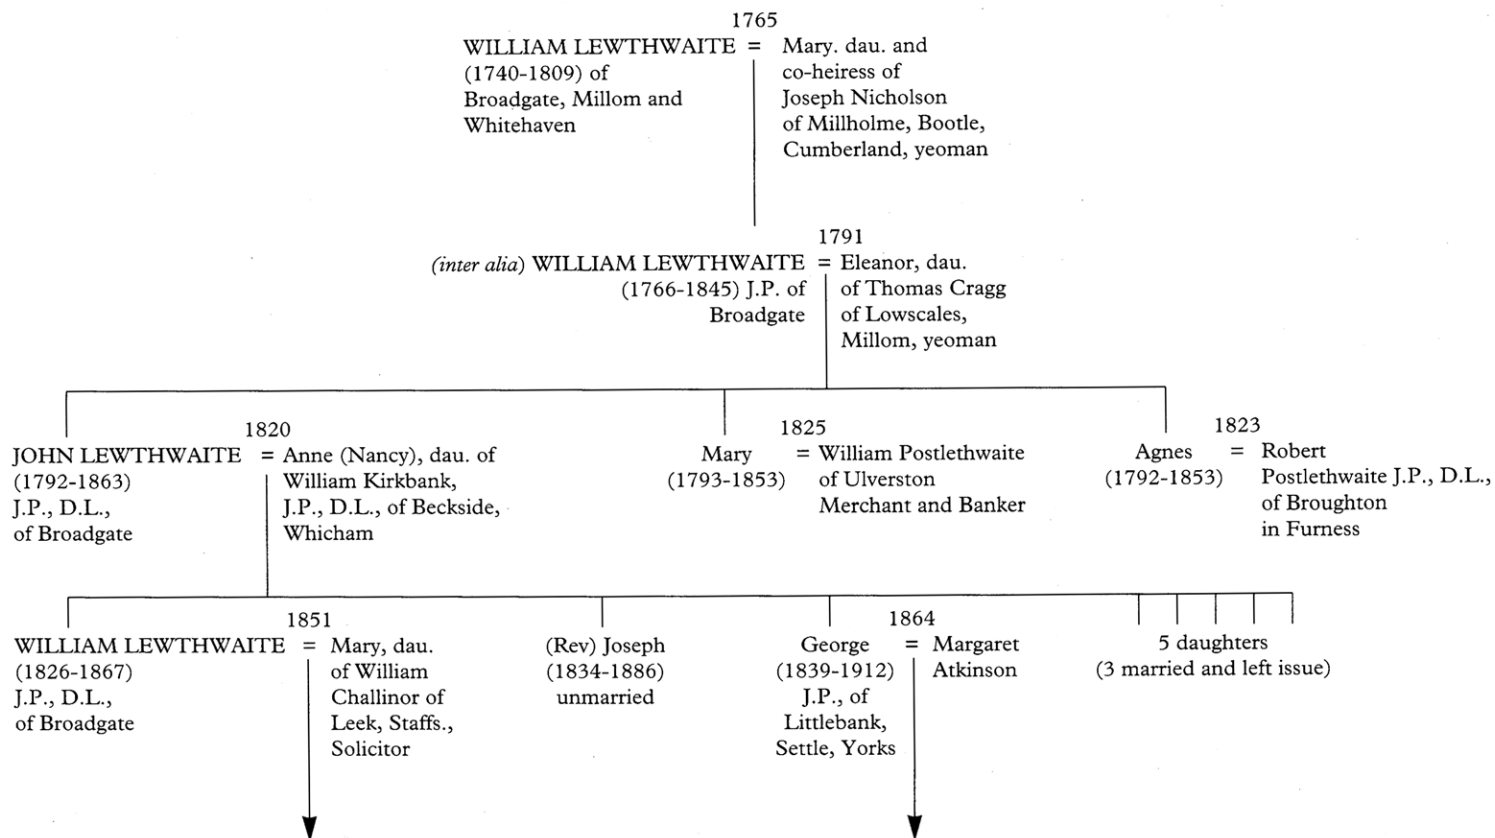 1765
WILLIAM LEWTHWAITE = Mary. dau. and
(1740-1809) of
Broadgate, Millom and
Whitehaven
co-heiress of
Joseph Nicholson
of Millholme, Bootle,
Cumberland, yeoman
1791
(inter alia) WILLIAM LEWTHWAITE = Eleanor, dau.
(1766-1845) J.P. of
Broadgate
of Thomas Cragg
of Lowscales,
Millom, yeoman
1820
JOHN LEWTHWAITE = Anne (Nancy), dau. of
(1792-1863)
J.P., D.L.,
of Broadgate
William Kirkbank,
J.P., D.L., of Beckside,
Whicham
1825
Mary = William Postlethwaite
(1793-1853)
of Ulverston
Merchant and Banker
1823
Agnes = Robert
(1792-1853)
Postlethwaite J.P., D.L.,
of Broughton
in Furness
1851
WILLIAM LEWTHWAITE = Mary, dau.
(1826-1867)
J.P., D.L.,
of Broadgate
of William
Challinor of
Leek, Staffs.,
Solicitor
(Rev) Joseph
(1834-1886)
unmarried
1864
George = Margaret
(1839-1912)
J.P., of
Littlebank,
Settle, Yorks
Atkinson
5 daughters
(3 married and left issue)